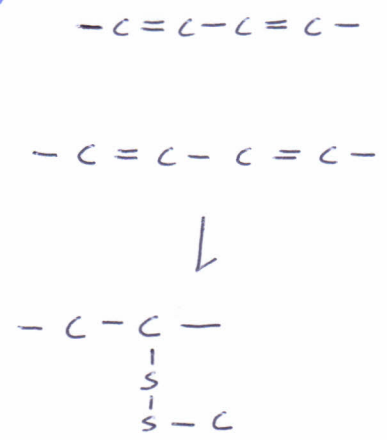 - C = C - C = C -
- C = C - C = C -
- C - C -
S
S - C